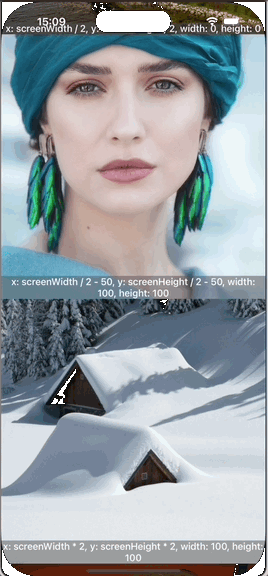 15:09
x: screenWidth / 2, y: 2, width: 0, height: 0
x: screenWidth / 2 - 50, y: screenHeight / 2 - 50, width:
100, height: 100
x: screenWidth * 2, y: screenHeight * 2, width: 100, height:
100